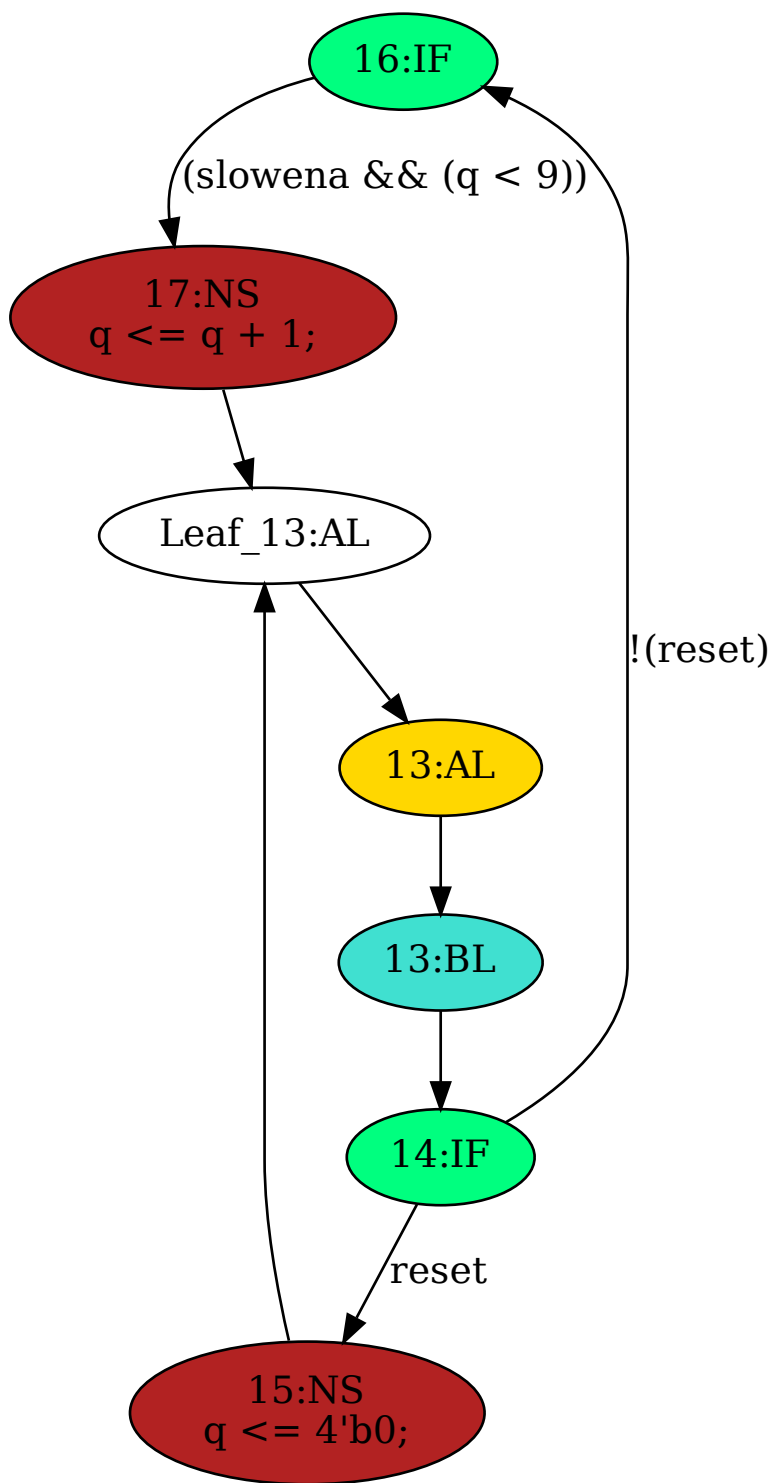 16:IF
(slowena && (q < 9))
17:NS
q <= q + 1;
Leaf_13:AL
!(reset)
13:AL
13:BL
14:IF
reset
15:NS
q <= 4'b0;